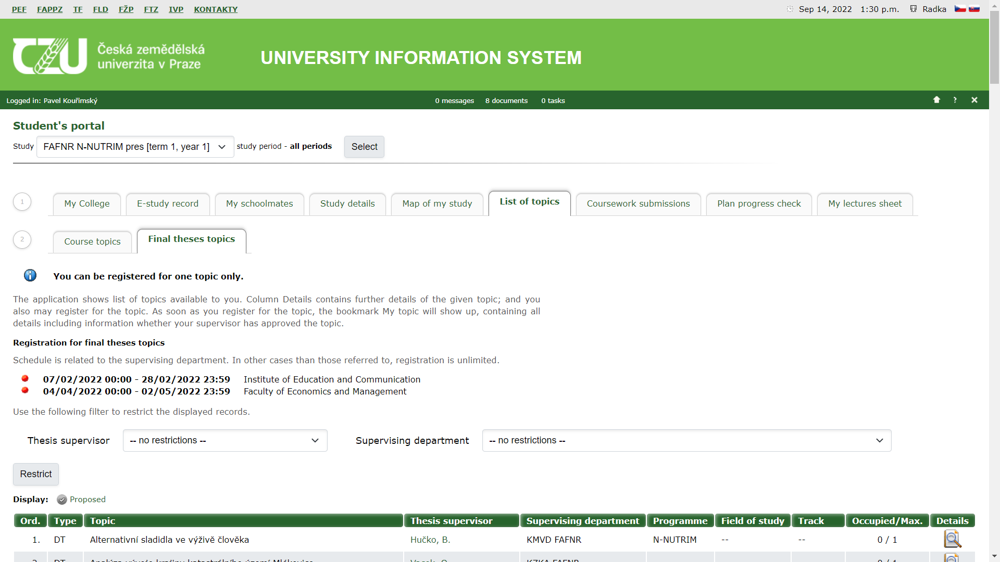 PEF FAPPZ TF FLD FŽP FTZ IVP KONTAKTY Sep 14, 2022 1:30 p.m. Radka
CZU Česká zemědělská
univerzita v Praze
UNIVERSITY INFORMATION SYSTEM
Logged in: Pavel Kouřimský 0 messages 8 documents 0 tasks ?
Student's portal
Study FAFNR N-NUTRIM pres [term 1, year 1] study period - all periods Select
1 My College E-study record My schoolmates Study details Map of my study List of topics Coursework submissions Plan progress check My lectures sheet
2 Course topics Final theses topics
You can be registered for one topic only.
The application shows list of topics available to you. Column Details contains further details of the given topic; and you
also may register for the topic. As soon as you register for the topic, the bookmark My topic will show up, containing all
details including information whether your supervisor has approved the topic.
Registration for final theses topics
Schedule is related to the supervising department. In other cases than those referred to, registration is unlimited.
07/02/2022 00:00 - 28/02/2022 23:59 Institute of Education and Communication
04/04/2022 00:00 - 02/05/2022 23:59 Faculty of Economics and Management
Use the following filter to restrict the displayed records.
Thesis supervisor -- no restrictions -- Supervising department -- no restrictions --
Restrict
Display: Proposed
Ord. Type Topic Thesis supervisor Supervising department Programme Field of study Track Occupied/Max. Details
1. DT Alternativní sladidla ve výživě člověka Hučko, B. KMVD FAFNR N-NUTRIM -- -- 0 / 1